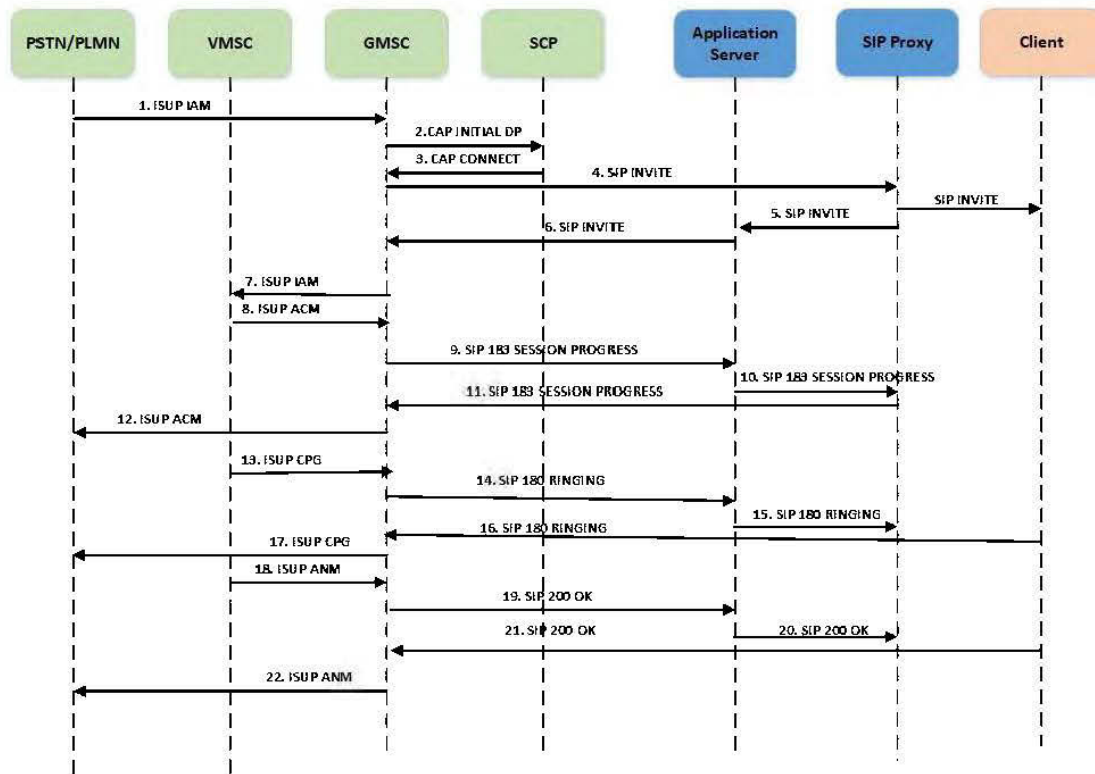 PSTN/PLMN
VMSC
GMSC
SCP
Application
Server
SIP Proxy
Client
1. ISUP IAM
2.CAP INITIAL DP
3. CAP CONNECT
4. SIP INVITE
SIP INVITE
5. SIP INVITE
6. SIP INVITE
7. ISUP IAM
8. ISUP ACM
9. SIP 183 SESSION PROGRESS
10. SIP 183 SESSION PROGRESS
11. SIP 183 SESSION PROGRESS
12. ISUP ACM
13. ISUP CPG
14. SIP 180 RINGING
15. SIP 180 RINGING
16. SIP 180 RINGING
17. ISUP CPG
18. ISUP ANM
19. SIP 200 OK
20. SIP 200 OK
21. SIP 200 OK
22. ISUP ANM